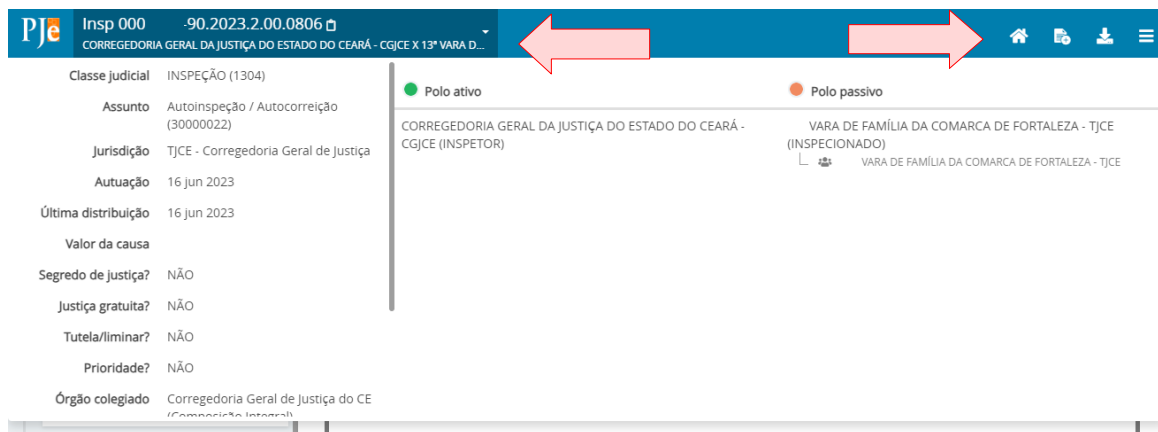 PJe
Insp 000 -90.2023.2.00.0806
CORREGEDORIA GERAL DA JUSTIÇA DO ESTADO DO CEARÁ - CGJCE X 13ª VARA D...
Classe judicial INSPEÇÃO (1304)
Assunto Autoinspeção / Autocorreição
(30000022)
Jurisdição TJCE - Corregedoria Geral de Justiça
Autuação 16 jun 2023
Última distribuição 16 jun 2023
Valor da causa
Segredo de justiça? NÃO
Justiça gratuita? NÃO
Tutela/liminar? NÃO
Prioridade? NÃO
Órgão colegiado Corregedoria Geral de Justiça do CE
(Composição Integral)
Polo ativo
CORREGEDORIA GERAL DA JUSTIÇA DO ESTADO DO CEARÁ -
CGJCE (INSPETOR)
Polo passivo
VARA DE FAMÍLIA DA COMARCA DE FORTALEZA - TJCE
(INSPECIONADO)
VARA DE FAMÍLIA DA COMARCA DE FORTALEZA - TJCE